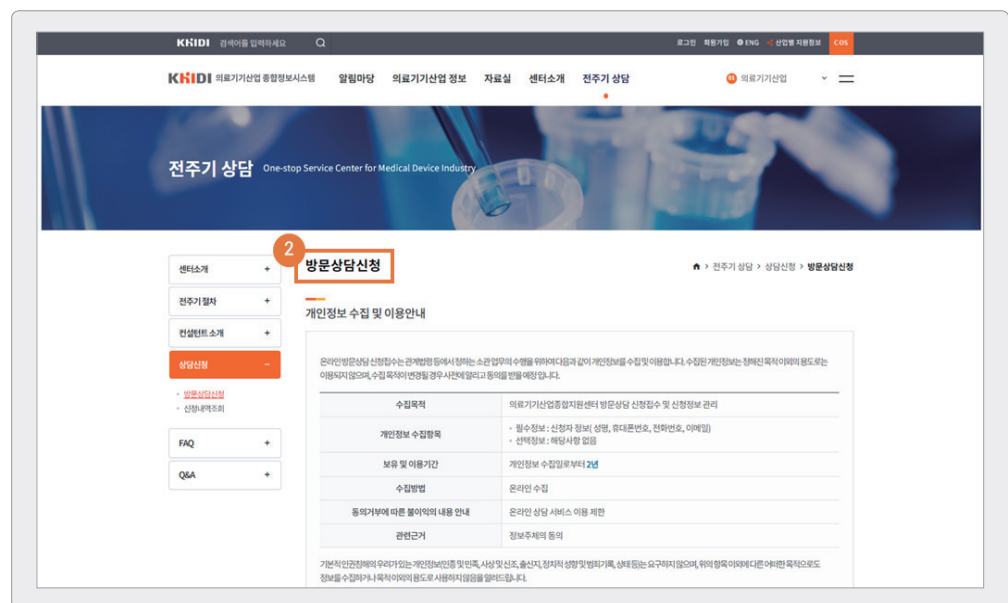 KHIDI 검색어를 입력하세요
로그인 회원가입 ENG 산업별 지원정보 COS
KHIDI 의료기기산업 종합정보시스템 알림마당 의료기기산업 정보 자료실 센터소개 전주기 상담
의료기기산업
전주기 상담 One-stop Service Center for Medical Device Industry
2
방문상담신청
> 전주기 상담 > 상담신청 > 방문상담신청
센터소개 +
전주기 절차 +
컨설턴트 소개 +
상담신청 -
· 방문상담신청
· 신청내역조회
FAQ +
Q&A +
개인정보 수집 및 이용안내
온라인 방문상담 신청접수는 관계법령 등에서 정하는 소관 업무의 수행을 위하여 다음과 같이 개인정보를 수집 및 이용합니다. 수집된 개인정보는 정해진 목적 이외의 용도로는
이용되지 않으며, 수집 목적이 변경될 경우 사전에 알리고 동의를 받을 예정입니다.
수집목적 의료기기산업종합지원센터 방문상담 신청접수 및 신청정보 관리
개인정보 수집항목
· 필수정보 : 신청자 정보( 성명, 휴대폰번호, 전화번호, 이메일)
· 선택정보 : 해당사항 없음
보유 및 이용기간 개인정보 수집일로부터 2년
수집방법 온라인 수집
동의거부에 따른 불이익의 내용 안내 온라인 상담 서비스 이용 제한
관련근거 정보주체의 동의
기본적 인권침해의 우려가 있는 개인정보(인종 및 민족, 사상 및 신조, 출신지, 정치적 성향 및 범죄기록, 상태 등)는 요구하지 않으며, 위의 항목 이외에 다른 어떠한 목적으로도
정보를 수집하거나 목적 이외의 용도로 사용하지 않음을 알려드립니다.